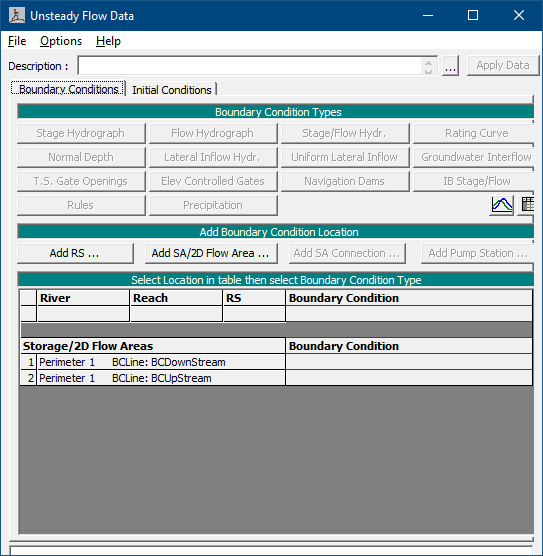 Unsteady Flow Data
File Options Help
Description : ... Apply Data
Boundary Conditions Initial Conditions
Boundary Condition Types
Stage Hydrograph Flow Hydrograph Stage/Flow Hydr. Rating Curve
Normal Depth Lateral Inflow Hydr. Uniform Lateral Inflow Groundwater Interflow
T.S. Gate Openings Elev Controlled Gates Navigation Dams IB Stage/Flow
Rules Precipitation
Add Boundary Condition Location
Add RS ... Add SA/2D Flow Area ... Add SA Connection ... Add Pump Station ...
Select Location in table then select Boundary Condition Type
River Reach RS Boundary Condition
Storage/2D Flow Areas Boundary Condition
1 Perimeter 1 BCLine: BCDownStream
2 Perimeter 1 BCLine: BCUpStream